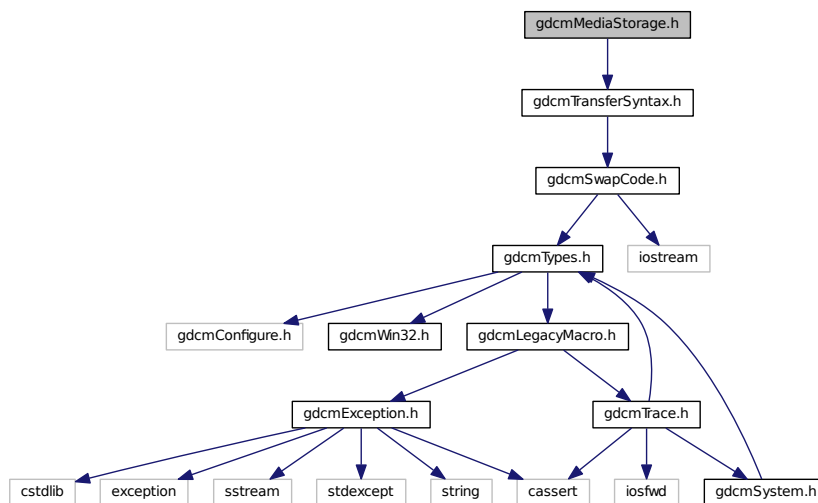 gdcmMediaStorage.h
gdcmTransferSyntax.h
gdcmSwapCode.h
gdcmTypes.h
iostream
gdcmConfigure.h
gdcmWin32.h
gdcmLegacyMacro.h
gdcmException.h
gdcmTrace.h
cstdlib
exception
sstream
stdexcept
string
cassert
iosfwd
gdcmSystem.h